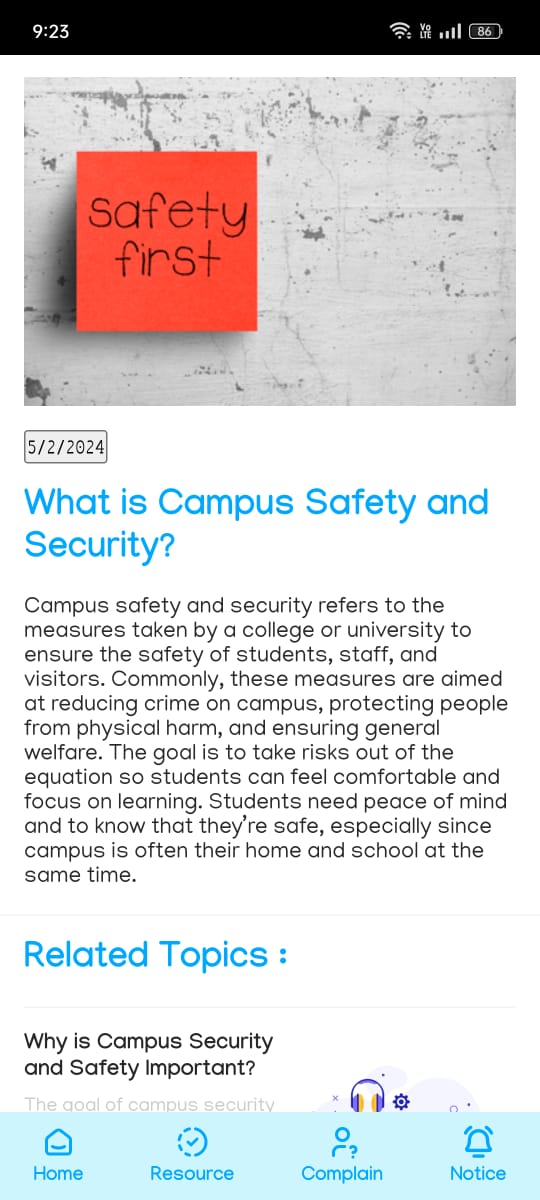 9:23
Vo
LTE
86
safety
first
5/2/2024
What is Campus Safety and
Security?
Campus safety and security refers to the
measures taken by a college or university to
ensure the safety of students, staff, and
visitors. Commonly, these measures are aimed
at reducing crime on campus, protecting people
from physical harm, and ensuring general
welfare. The goal is to take risks out of the
equation so students can feel comfortable and
focus on learning. Students need peace of mind
and to know that they're safe, especially since
campus is often their home and school at the
same time.
Related Topics :
Why is Campus Security
and Safety Important?
The goal of campus security
Home
Resource
Complain
Notice